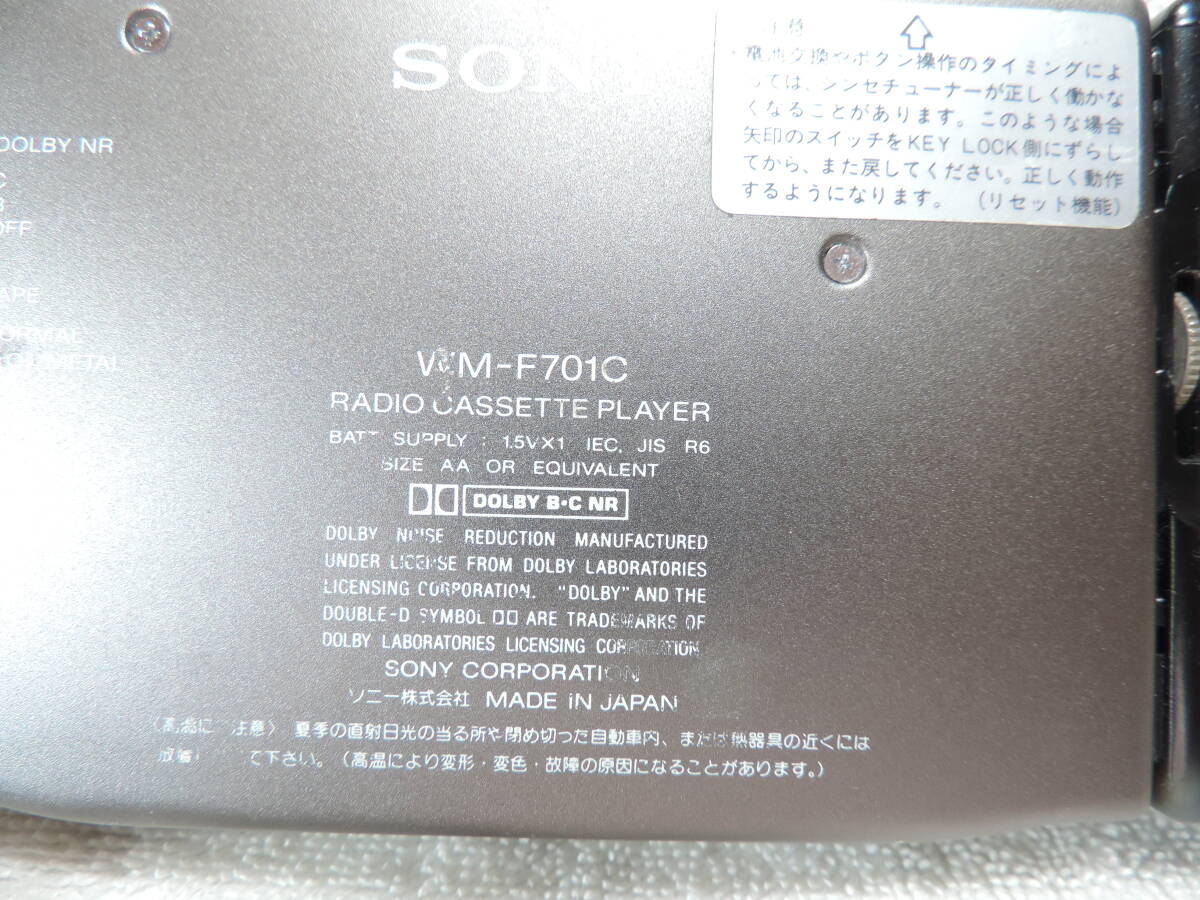 SON
・電池交換やボタン操作のタイミングによ
っては、シンセチューナーが正しく働かな
くなることがあります。このような場合
矢印のスイッチをKEY LOCK側にずらし
てから、また戻してください。正しく動作
するようになります。 (リセット機能)
DOLBY NR
C
B
OFF
TAPE
NORMAL
METAL
WM-F701C
RADIO CASSETTE PLAYER
BATT SUPPLY : 1.5V×1 IEC, JIS R6
SIZE AA OR EQUIVALENT
DOLBY B•C NR
DOLBY NOISE REDUCTION MANUFACTURED
UNDER LICENSE FROM DOLBY LABORATORIES
LICENSING CORPORATION. "DOLBY" AND THE
DOUBLE-D SYMBOL ARE TRADEMARKS OF
DOLBY LABORATORIES LICENSING CORPORATION.
SONY CORPORATION
ソニー株式会社 MADE IN JAPAN
〈高温にご注意〉 夏季の直射日光の当る所や閉め切った自動車内、または熱器具の近くには
て下さい。(高温により変形・変色・故障の原因になることがあります。)